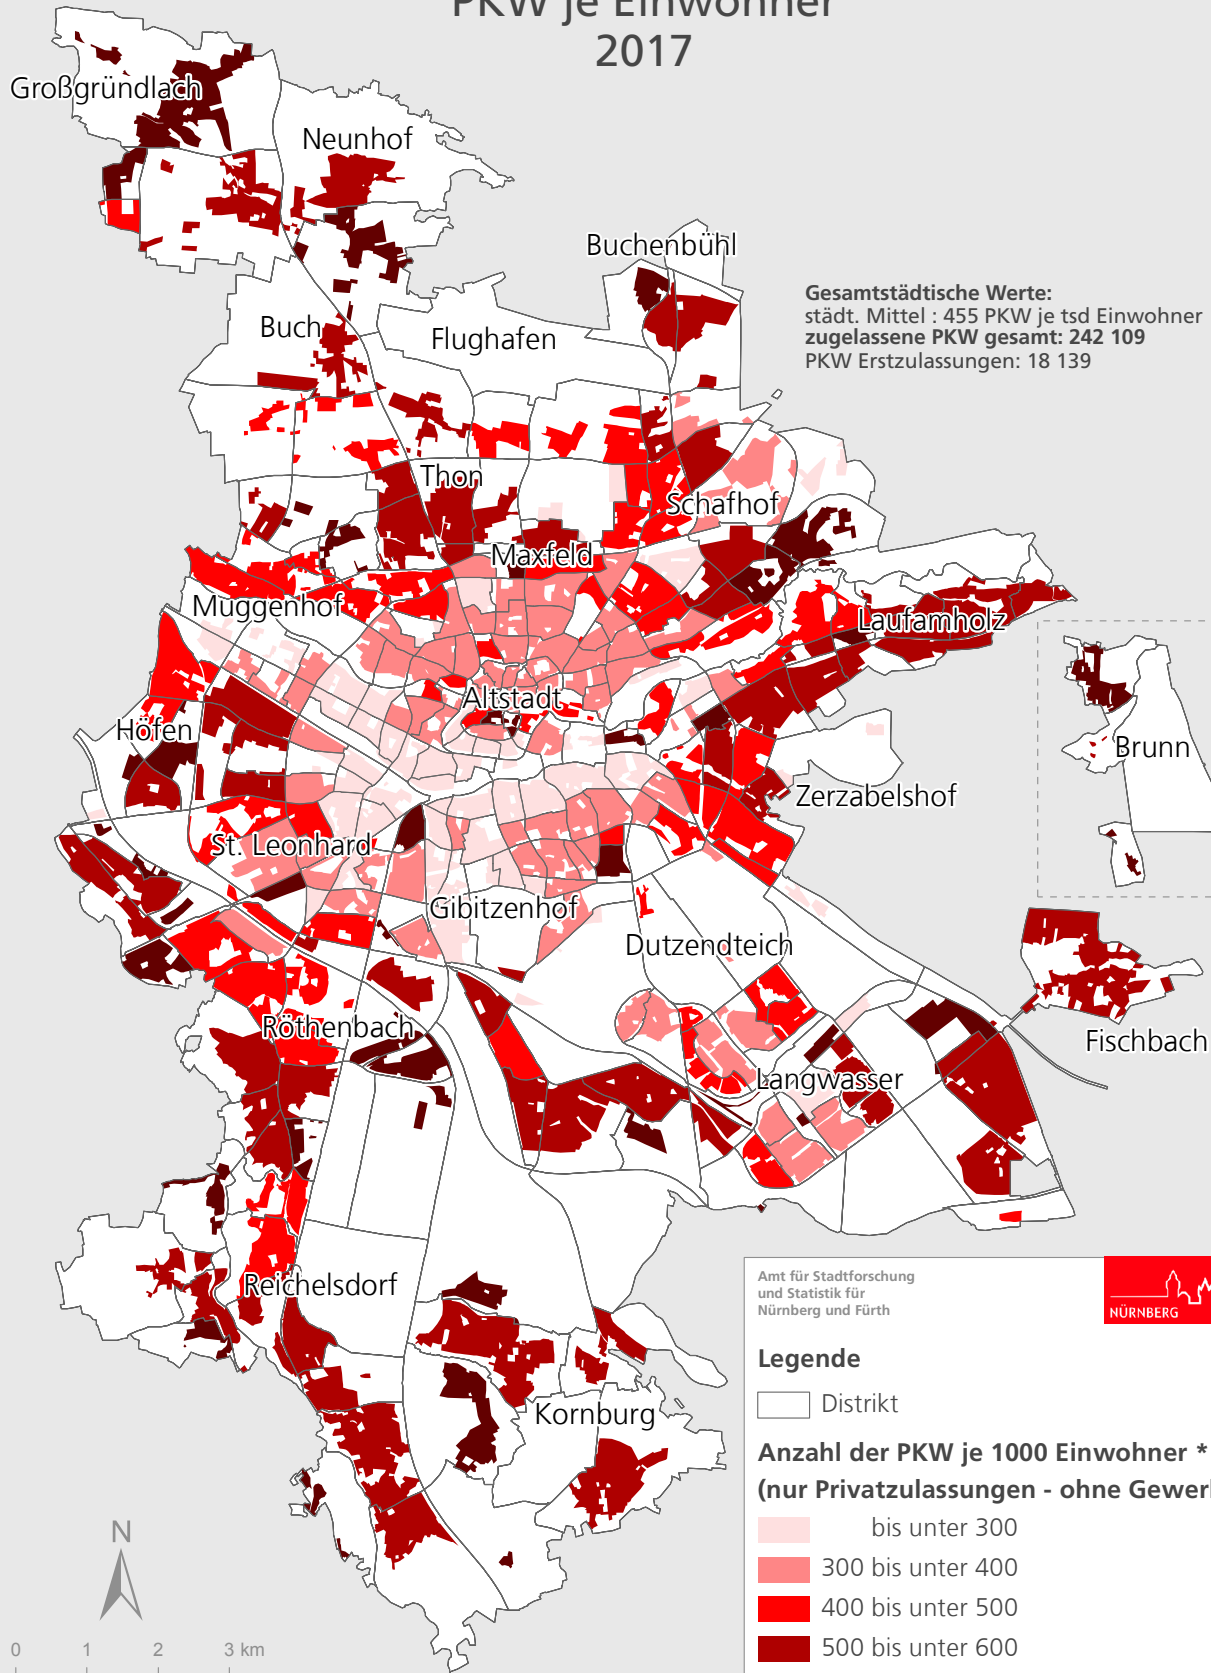 PKW je Einwohner
2017
Großgründlach
Neunhof
Buchenbühl
Gesamtstädtische Werte:
städt. Mittel : 455 PKW je tsd Einwohner
zugelassene PKW gesamt: 242 109
PKW Erstzulassungen: 18 139
Buch
Flughafen
Thon
Schafhof
Maxfeld
Muggenhof
Laufamholz
Altstadt
Höfen
Brunn
Zerzabelshof
St. Leonhard
Gibitzenhof
Dutzendteich
Röthenbach
Fischbach
Langwasser
Reichelsdorf
Kornburg
Amt für Stadtforschung
und Statistik für
Nürnberg und Fürth
NÜRNBERG
Legende
Distrikt
Anzahl der PKW je 1000 Einwohner *
(nur Privatzulassungen - ohne Gewerb
bis unter 300
300 bis unter 400
400 bis unter 500
500 bis unter 600
N
0 1 2 3 km